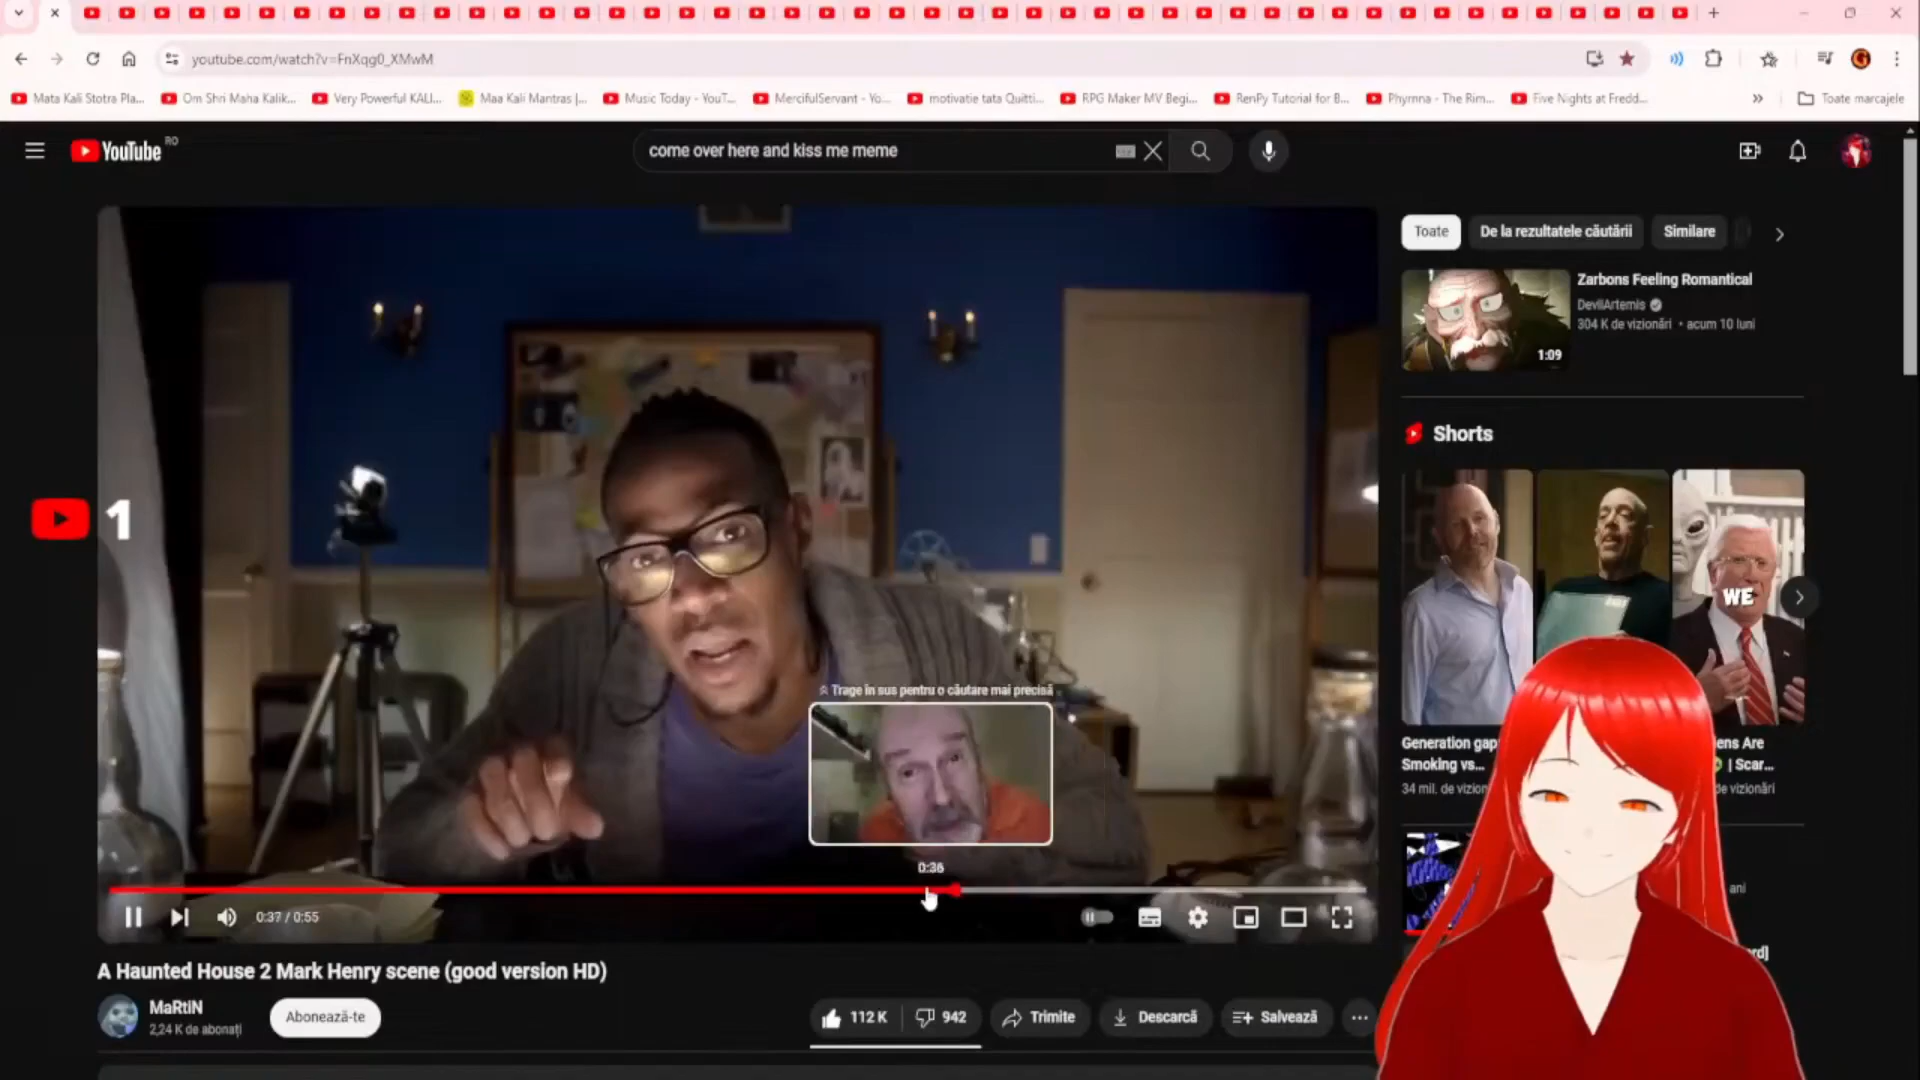 youtube.com/watch?v=FnXqg0_XMwM
Mata Kali Stotra Pla...
Om Shri Maha Kalik...
Very Powerful KALI...
Maa Kali Mantras |...
Music Today - YouT...
MercifulServant - Yo...
motivatie tata Quitti...
RPG Maker MV Begi...
RenPy Tutorial for B...
Phymna - The Rim...
Five Nights at Fredd...
Toate marcajele
YouTube RO
come over here and kiss me meme
Toate
De la rezultatele căutării
Similare
Zarbons Feeling Romantical
DevilArtemis
304 K de vizionări • acum 10 luni
1:09
Shorts
1
WE
Trage în sus pentru o căutare mai precisă
Generation gap
Smoking vs...
34 mil. de vizion
ens Are
| Scar...
de vizionări
0:36
0:37 / 0:55
ani
rd]
A Haunted House 2 Mark Henry scene (good version HD)
MaRtiN
2,24 K de abonați
Abonează-te
112 K
942
Trimite
Descarcă
Salvează